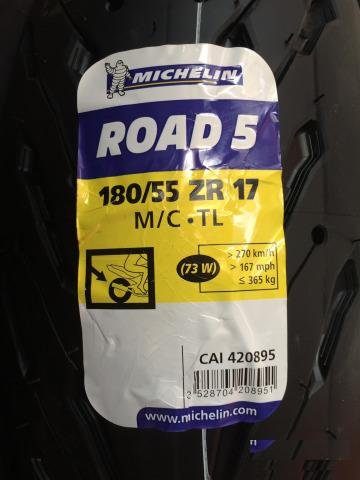 MICHELIN
ROAD 5
180/55 ZR 17
M/C • TL
(73 W)
> 270 km/h
> 167 mph
≤ 365 kg
CAI 420895
3 528704 208951
www.michelin.com